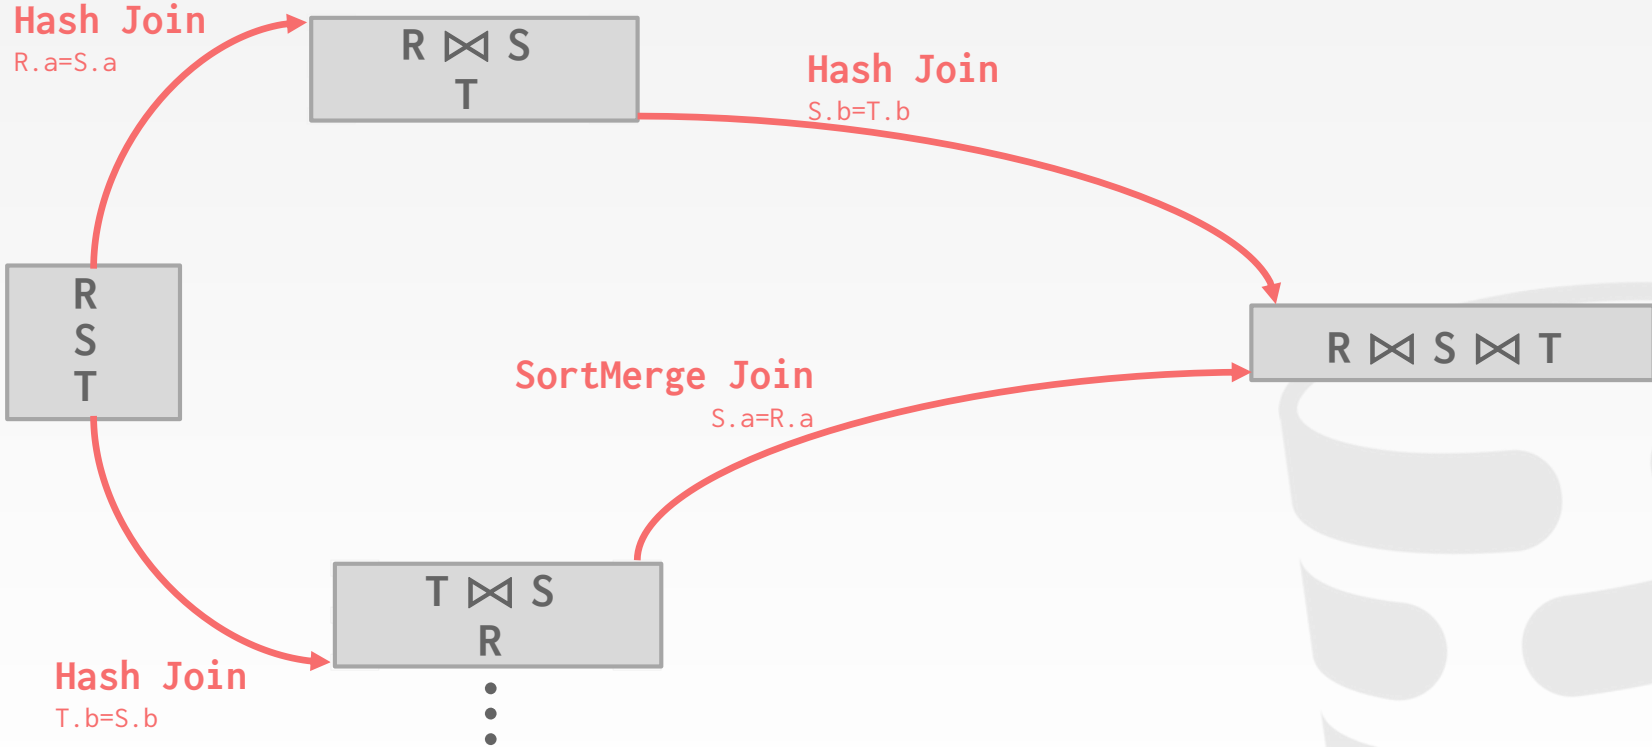 Hash Join
R.a=S.a
R ⋈ S
T
Hash Join
S.b=T.b
R
S
T
R ⋈ S ⋈ T
SortMerge Join
S.a=R.a
T ⋈ S
R
Hash Join
T.b=S.b